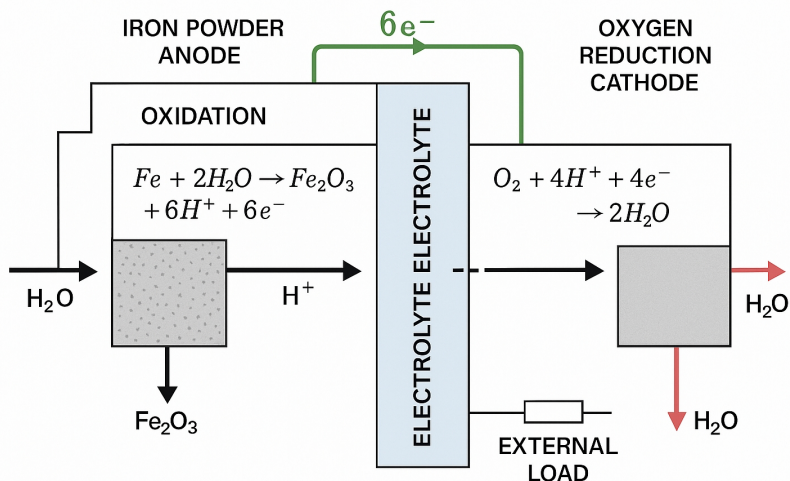 IRON POWDER
ANODE
6e⁻
OXYGEN
REDUCTION
CATHODE
OXIDATION
Fe + 2H₂O → Fe₂O₃
+ 6H⁺ + 6e⁻
ELECTROLYTE ELECTROLYTE
O₂ + 4H⁺ + 4e⁻
→ 2H₂O
H₂O
H⁺
H₂O
Fe₂O₃
H₂O
EXTERNAL
LOAD